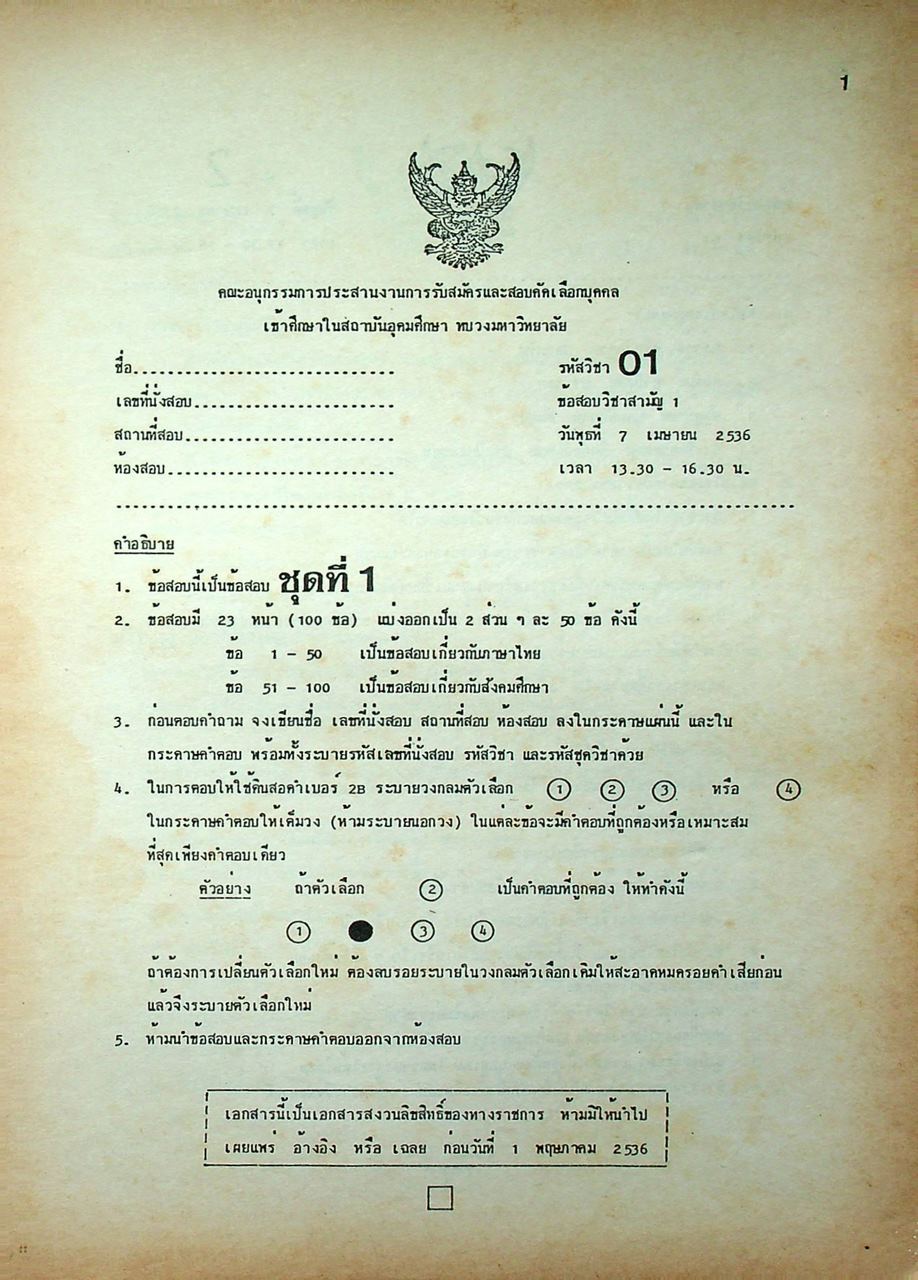 1
คณะอนุกรรมการประสานงานการรับสมัครและสอบคัดเลือกบุคคล
เข้าศึกษาในสถาบันอุดมศึกษา ทบวงมหาวิทยาลัย
ชื่อ............................... รหัสวิชา 01
เลขที่นั่งสอบ........................ ข้อสอบวิชาสามัญ 1
สถานที่สอบ......................... วันพุธที่ 7 เมษายน 2536
ห้องสอบ........................... เวลา 13.30 - 16.30 น.
คำอธิบาย
1. ข้อสอบนี้เป็นข้อสอบ ชุดที่ 1
2. ข้อสอบมี 23 หน้า (100 ข้อ) แบ่งออกเป็น 2 ส่วน ๆ ละ 50 ข้อ ดังนี้
ข้อ 1 - 50 เป็นข้อสอบเกี่ยวกับภาษาไทย
ข้อ 51 - 100 เป็นข้อสอบเกี่ยวกับสังคมศึกษา
3. ก่อนตอบคำถาม จงเขียนชื่อ เลขที่นั่งสอบ สถานที่สอบ ห้องสอบ ลงในกระดาษแผ่นนี้ และใน
กระดาษคำตอบ พร้อมทั้งระบายรหัสเลขที่นั่งสอบ รหัสวิชา และรหัสชุดวิชาด้วย
4. ในการตอบให้ใช้ดินสอดำเบอร์ 2B ระบายวงกลมตัวเลือก ① ② ③ หรือ ④
ในกระดาษคำตอบให้เต็มวง (ห้ามระบายนอกวง) ในแต่ละข้อจะมีคำตอบที่ถูกต้องหรือเหมาะสม
ที่สุดเพียงคำตอบเดียว
ตัวอย่าง ถ้าตัวเลือก ② เป็นคำตอบที่ถูกต้อง ให้ทำดังนี้
① ● ③ ④
ถ้าต้องการเปลี่ยนตัวเลือกใหม่ ต้องลบรอยระบายในวงกลมตัวเลือกเดิมให้สะอาดหมดรอยดำเสียก่อน
แล้วจึงระบายตัวเลือกใหม่
5. ห้ามนำข้อสอบและกระดาษคำตอบออกจากห้องสอบ
เอกสารนี้เป็นเอกสารสงวนลิขสิทธิ์ของทางราชการ ห้ามมิให้นำไป
เผยแพร่ อ้างอิง หรือ เฉลย ก่อนวันที่ 1 พฤษภาคม 2536